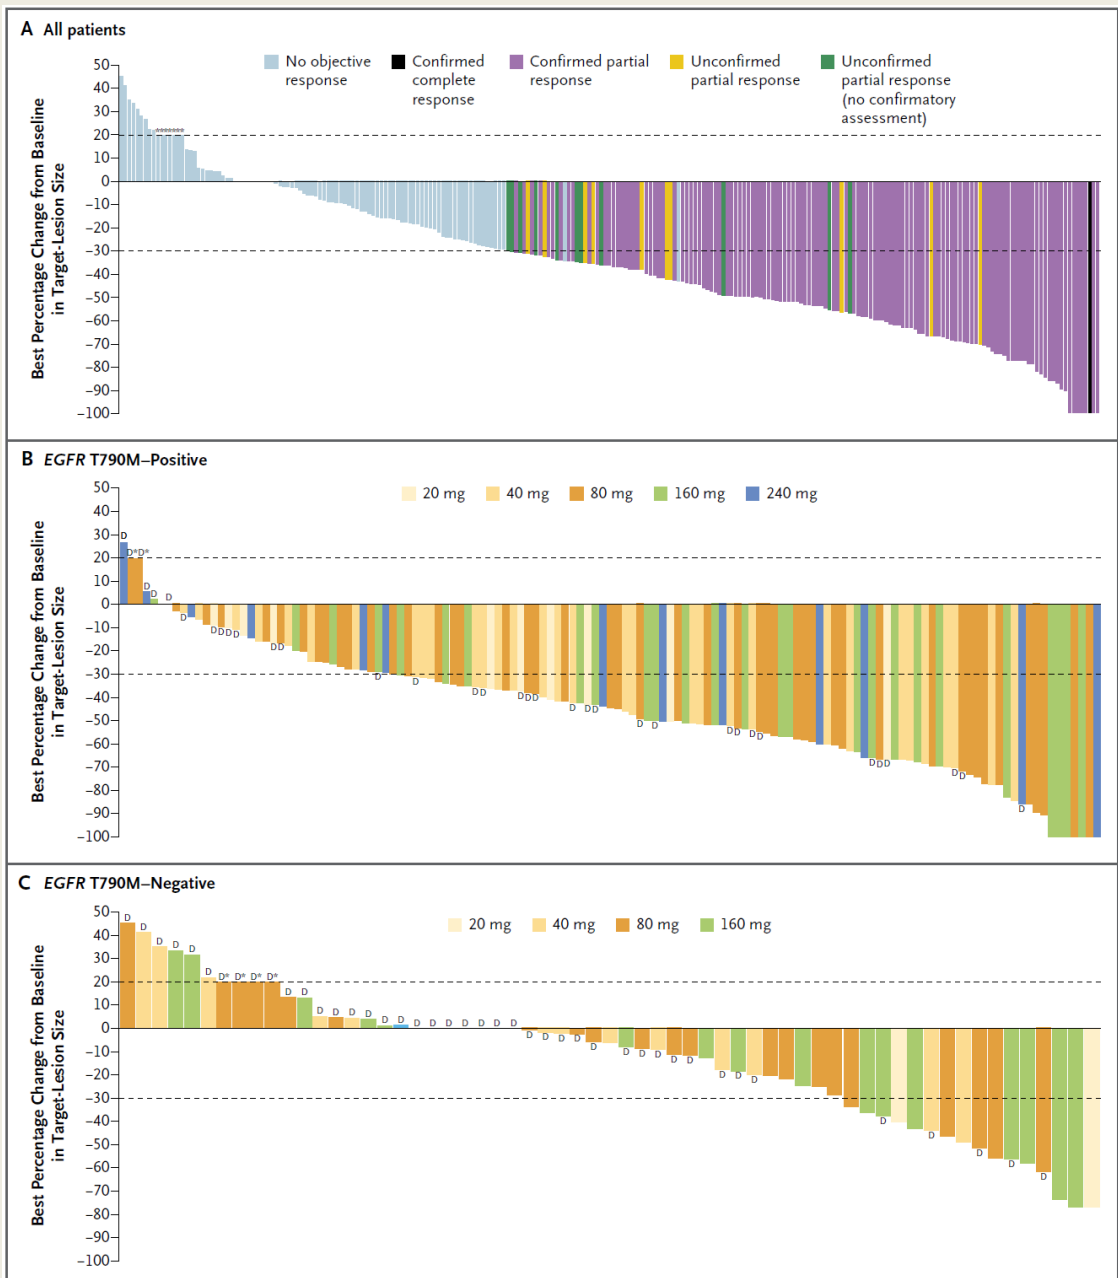 A All patients
No objective response
Confirmed complete response
Confirmed partial response
Unconfirmed partial response
Unconfirmed partial response (no confirmatory assessment)
Best Percentage Change from Baseline
in Target-Lesion Size
50
40
30
20
10
0
−10
−20
−30
−40
−50
−60
−70
−80
−90
−100
*******
B EGFR T790M–Positive
20 mg 40 mg 80 mg 160 mg 240 mg
Best Percentage Change from Baseline
in Target-Lesion Size
50
40
30
20
10
0
−10
−20
−30
−40
−50
−60
−70
−80
−90
−100
D
D* D*
D
D
D
D
D D D D
D D
D
D
D D
D D D
D
D D
D
D
D D
D D
D D D
D D
D
C EGFR T790M–Negative
20 mg 40 mg 80 mg 160 mg
Best Percentage Change from Baseline
in Target-Lesion Size
50
40
30
20
10
0
−10
−20
−30
−40
−50
−60
−70
−80
−90
−100
D
D
D
D
D
D
D* D* D* D*
D D
D D D D
D D D D D D D D D
D D D D
D
D D D
D D
D D
D
D
D
D
D
D